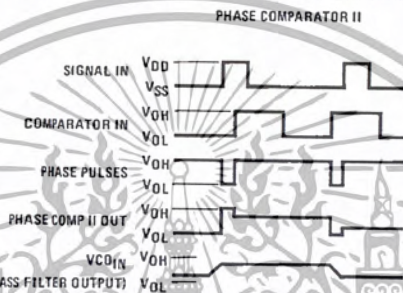 PHASE COMPARATOR II
SIGNAL IN VDD
VSS
COMPARATOR IN VOH
VOL
PHASE PULSES VOH
VOL
PHASE COMP II OUT VOH
VOL
VCOIN VOH
ASS FILTER OUTPUT) VOL